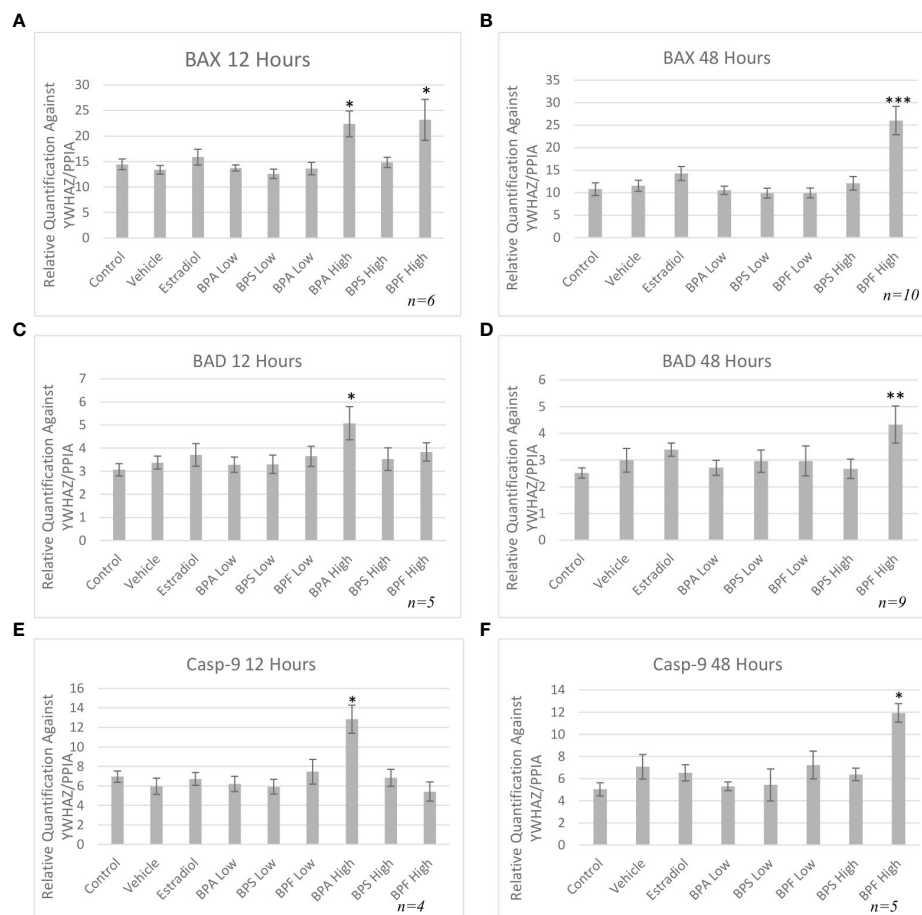 A
BAX 12 Hours
Relative Quantification Against
YWHAZ/PPIA
30
25
20
15
10
5
0
*
*
Control
Vehicle
Estradiol
BPA Low
BPS Low
BPA Low
BPA High
BPS High
BPF High
n=6
B
BAX 48 Hours
Relative Quantification Against
YWHAZ/PPIA
35
30
25
20
15
10
5
0
***
Control
Vehicle
Estradiol
BPA Low
BPS Low
BPF Low
BPS High
BPF High
n=10
C
BAD 12 Hours
Relative Quantification Against
YWHAZ/PPIA
7
6
5
4
3
2
1
0
*
Control
Vehicle
Estradiol
BPA Low
BPS Low
BPF Low
BPA High
BPS High
BPF High
n=5
D
BAD 48 Hours
Relative Quantification Against
YWHAZ/PPIA
6
5
4
3
2
1
0
**
Control
Vehicle
Estradiol
BPA Low
BPS Low
BPF Low
BPS High
BPF High
n=9
E
Casp-9 12 Hours
Relative Quantification Against
YWHAZ/PPIA
16
14
12
10
8
6
4
2
0
*
Control
Vehicle
Estradiol
BPA Low
BPS Low
BPF Low
BPA High
BPS High
BPF High
n=4
F
Casp-9 48 Hours
Relative Quantification Against
YWHAZ/PPIA
14
12
10
8
6
4
2
0
*
Control
Vehicle
Estradiol
BPA Low
BPS Low
BPF Low
BPS High
BPF High
n=5